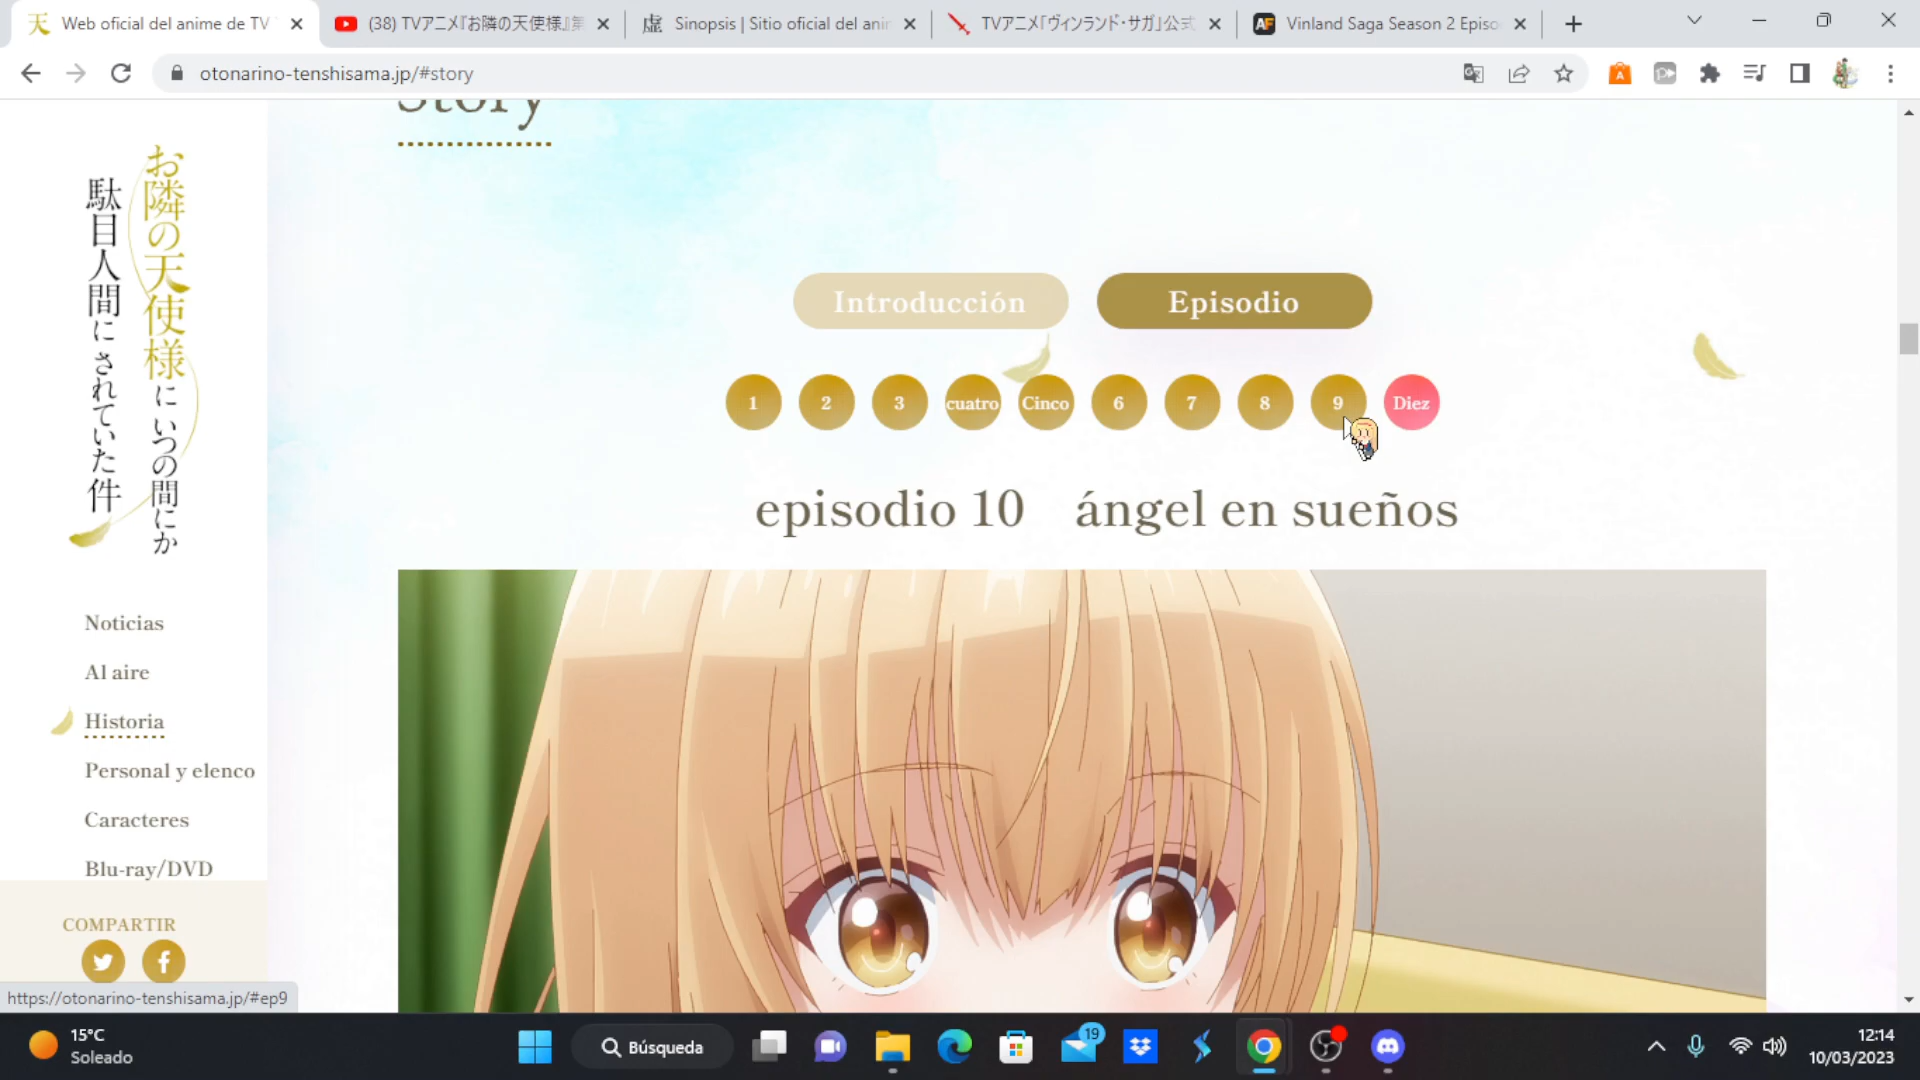 Web oficial del anime de TV
(38) TVアニメ『お隣の天使様』第
Sinopsis | Sitio oficial del anin
TVアニメ「ヴィンランド・サガ」公式
AF
Vinland Saga Season 2 Episo
otonarino-tenshisama.jp/#story
Story
お隣の天使様にいつの間にか
駄目人間にされていた件
Introducción
Episodio
1
2
3
cuatro
Cinco
6
7
8
9
Diez
episodio 10 ángel en sueños
Noticias
Al aire
Historia
Personal y elenco
Caracteres
Blu-ray/DVD
COMPARTIR
https://otonarino-tenshisama.jp/#ep9
15°C
Soleado
Búsqueda
19
12:14
10/03/2023